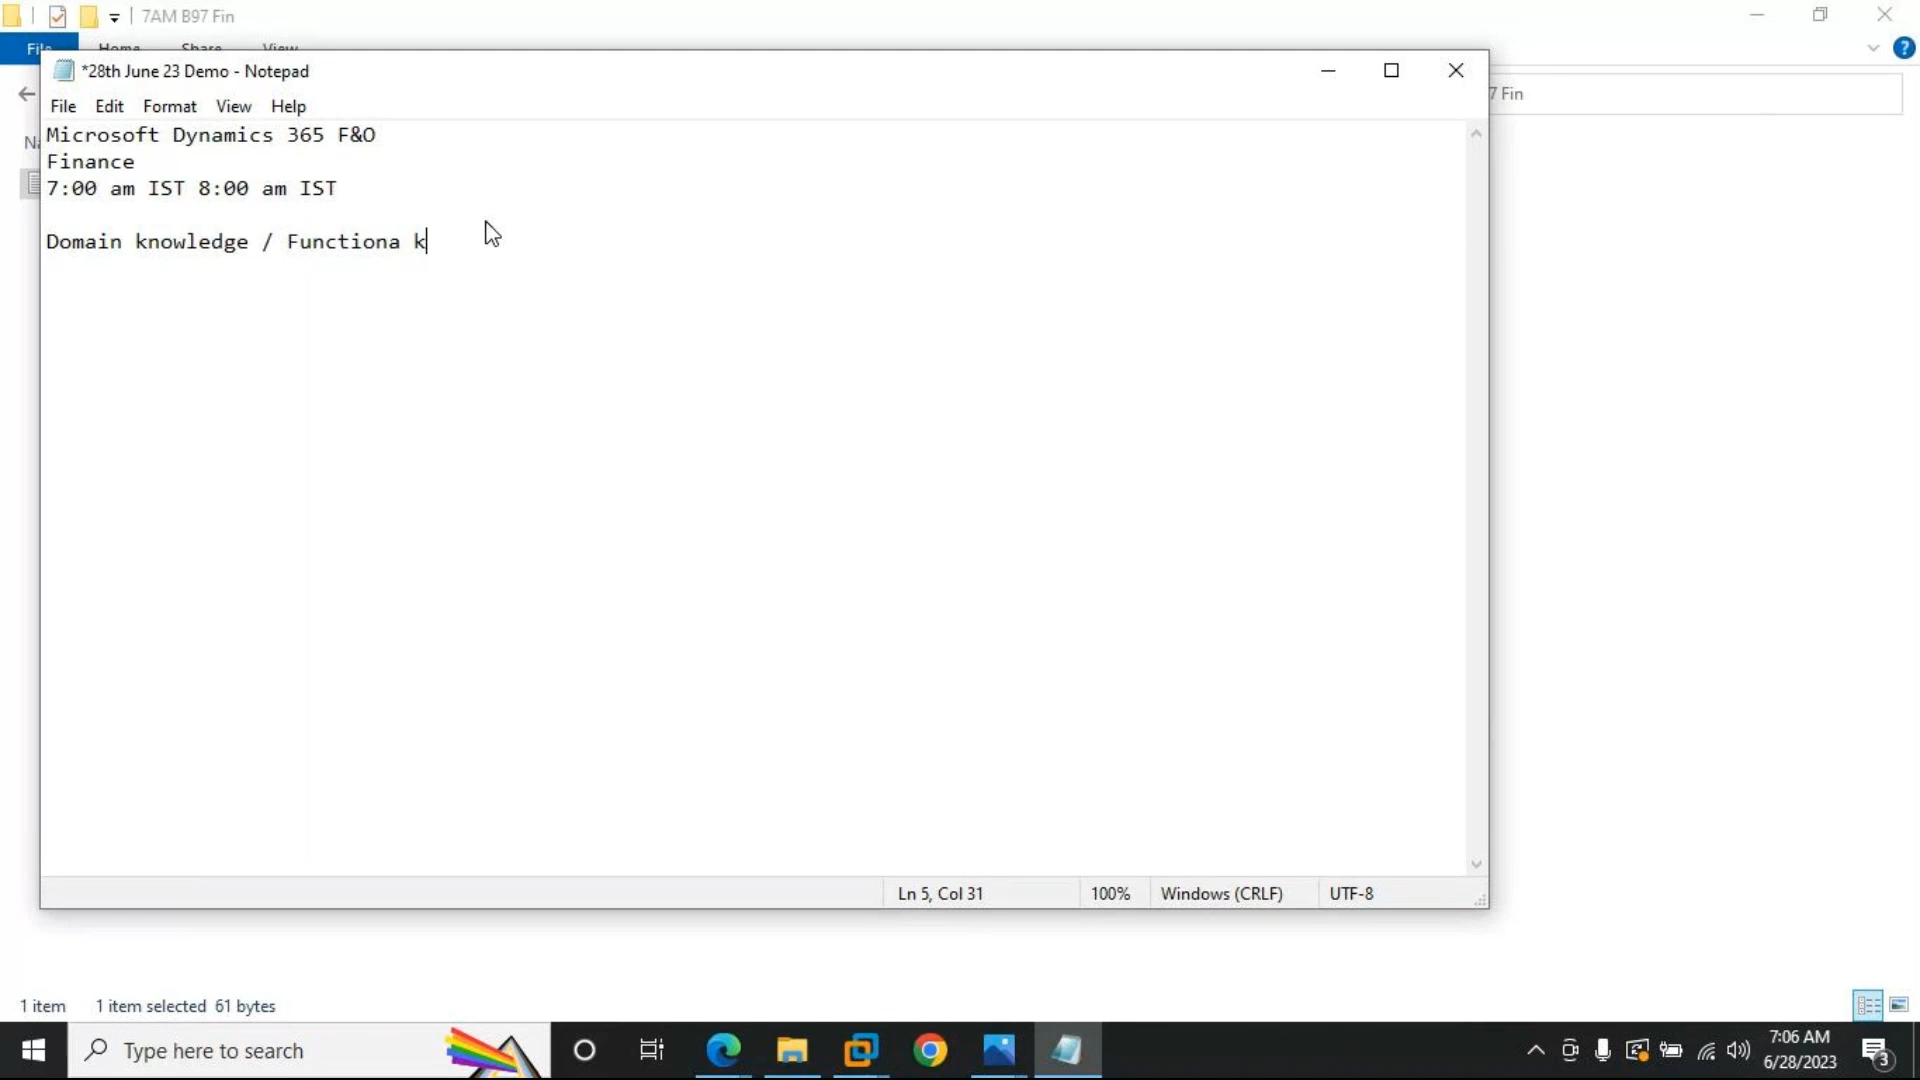 7AM B97 Fin
File Home Share View
*28th June 23 Demo - Notepad
7 Fin
File Edit Format View Help
Microsoft Dynamics 365 F&O
Finance
7:00 am IST 8:00 am IST
Domain knowledge / Functiona k
Ln 5, Col 31 100% Windows (CRLF) UTF-8
1 item 1 item selected 61 bytes
Type here to search
7:06 AM
6/28/2023
3